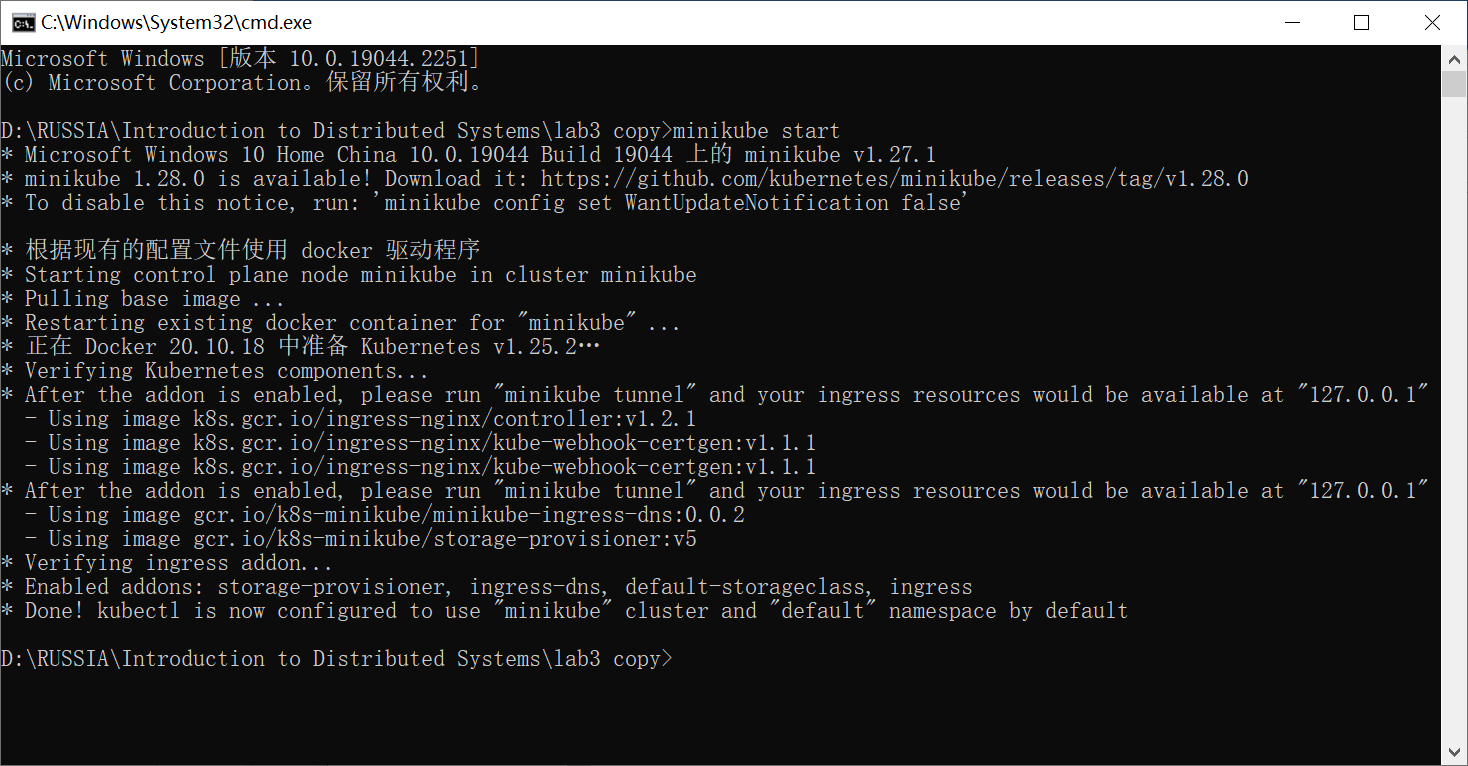 C:\Windows\System32\cmd.exe
Microsoft Windows [版本 10.0.19044.2251]
(c) Microsoft Corporation。保留所有权利。
D:\RUSSIA\Introduction to Distributed Systems\lab3 copy>minikube start
* Microsoft Windows 10 Home China 10.0.19044 Build 19044 上的 minikube v1.27.1
* minikube 1.28.0 is available! Download it: https://github.com/kubernetes/minikube/releases/tag/v1.28.0
* To disable this notice, run: 'minikube config set WantUpdateNotification false'
* 根据现有的配置文件使用 docker 驱动程序
* Starting control plane node minikube in cluster minikube
* Pulling base image ...
* Restarting existing docker container for "minikube" ...
* 正在 Docker 20.10.18 中准备 Kubernetes v1.25.2…
* Verifying Kubernetes components...
* After the addon is enabled, please run "minikube tunnel" and your ingress resources would be available at "127.0.0.1"
  - Using image k8s.gcr.io/ingress-nginx/controller:v1.2.1
  - Using image k8s.gcr.io/ingress-nginx/kube-webhook-certgen:v1.1.1
  - Using image k8s.gcr.io/ingress-nginx/kube-webhook-certgen:v1.1.1
* After the addon is enabled, please run "minikube tunnel" and your ingress resources would be available at "127.0.0.1"
  - Using image gcr.io/k8s-minikube/minikube-ingress-dns:0.0.2
  - Using image gcr.io/k8s-minikube/storage-provisioner:v5
* Verifying ingress addon...
* Enabled addons: storage-provisioner, ingress-dns, default-storageclass, ingress
* Done! kubectl is now configured to use "minikube" cluster and "default" namespace by default
D:\RUSSIA\Introduction to Distributed Systems\lab3 copy>